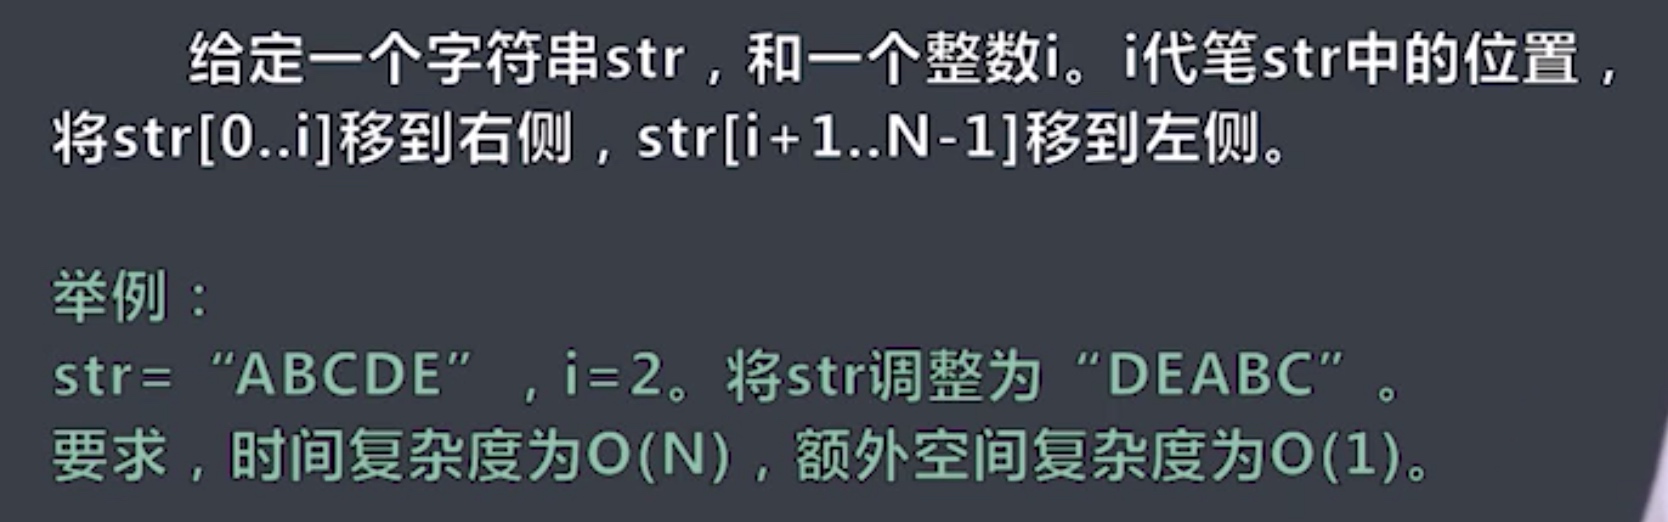 给定一个字符串str，和一个整数i。i代笔str中的位置，
将str[0..i]移到右侧，str[i+1..N-1]移到左侧。
举例：
str=“ABCDE”，i=2。将str调整为“DEABC”。
要求，时间复杂度为O(N)，额外空间复杂度为O(1)。